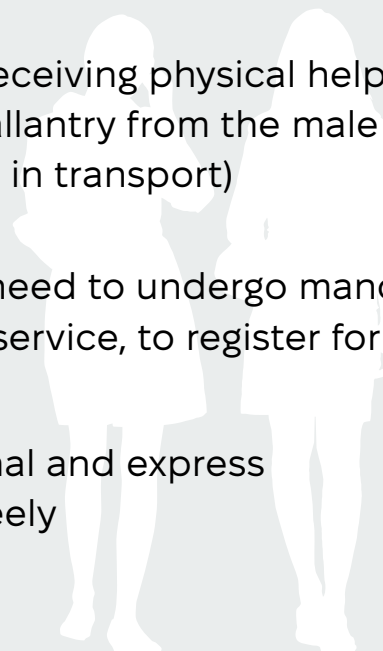 eceiving physical help
allantry from the male
in transport)
need to undergo mand
service, to register for
nal and express
eely